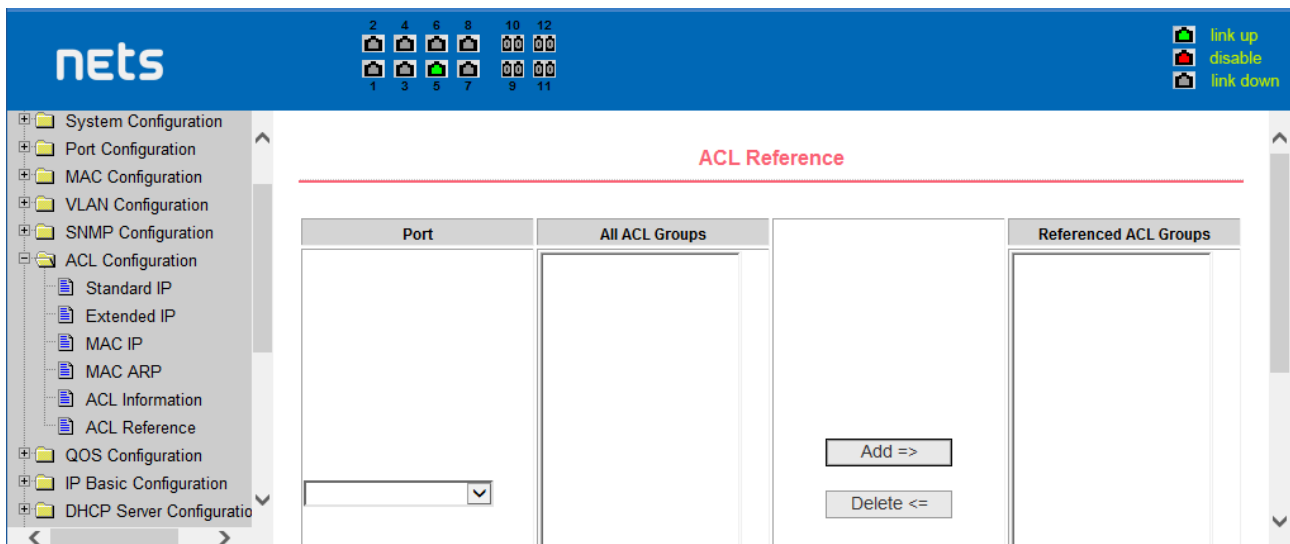 2 4 6 8 10 12
nets
1 3 5 7 9 11
link up
disable
link down
System Configuration
Port Configuration
MAC Configuration
VLAN Configuration
SNMP Configuration
ACL Configuration
Standard IP
Extended IP
MAC IP
MAC ARP
ACL Information
ACL Reference
QOS Configuration
IP Basic Configuration
DHCP Server Configuratio
ACL Reference
Port
All ACL Groups
Referenced ACL Groups
Add =>
Delete <=